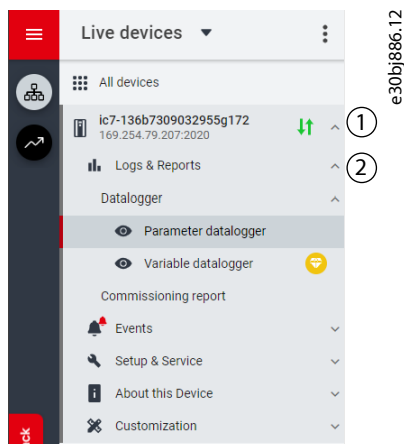 Live devices
All devices
ic7-136b7309032955g172
169.254.79.207:2020
1
Logs & Reports
2
Datalogger
Parameter datalogger
Variable datalogger
Commissioning report
Events
Setup & Service
About this Device
Customization
e30bj886.12